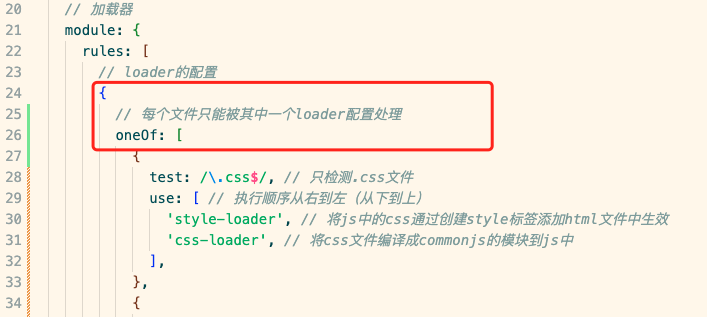 20 // 加载器
21 module: {
22 rules: [
23 // loader的配置
24 {
25 // 每个文件只能被其中一个loader配置处理
26 oneOf: [
27 {
28 test: /\.css$/, // 只检测.css文件
29 use: [ // 执行顺序从右到左（从下到上）
30 'style-loader', // 将js中的css通过创建style标签添加html文件中生效
31 'css-loader', // 将css文件编译成commonjs的模块到js中
32 ],
33 },
34 {